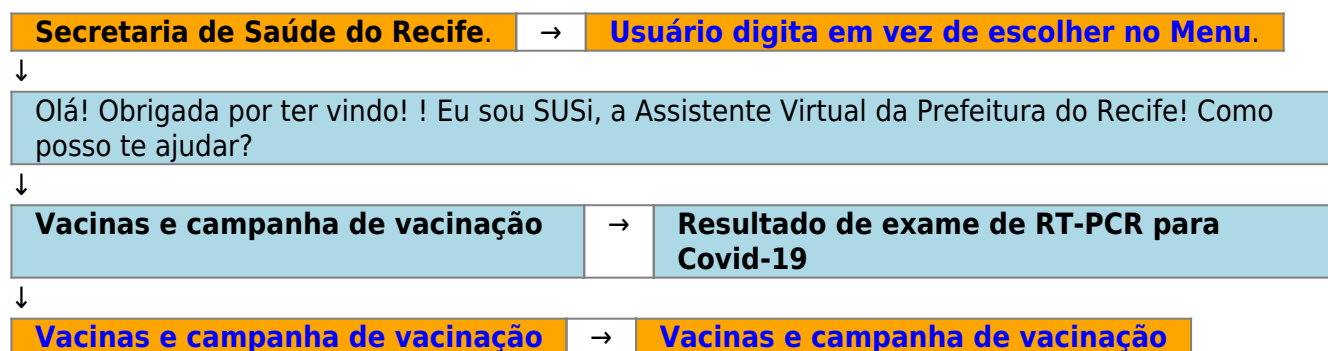 Secretaria de Saúde do Recife. → Usuário digita em vez de escolher no Menu.
↓
Olá! Obrigada por ter vindo! ! Eu sou SUSi, a Assistente Virtual da Prefeitura do Recife! Como
posso te ajudar?
↓
Vacinas e campanha de vacinação → Resultado de exame de RT-PCR para
Covid-19
↓
Vacinas e campanha de vacinação → Vacinas e campanha de vacinação